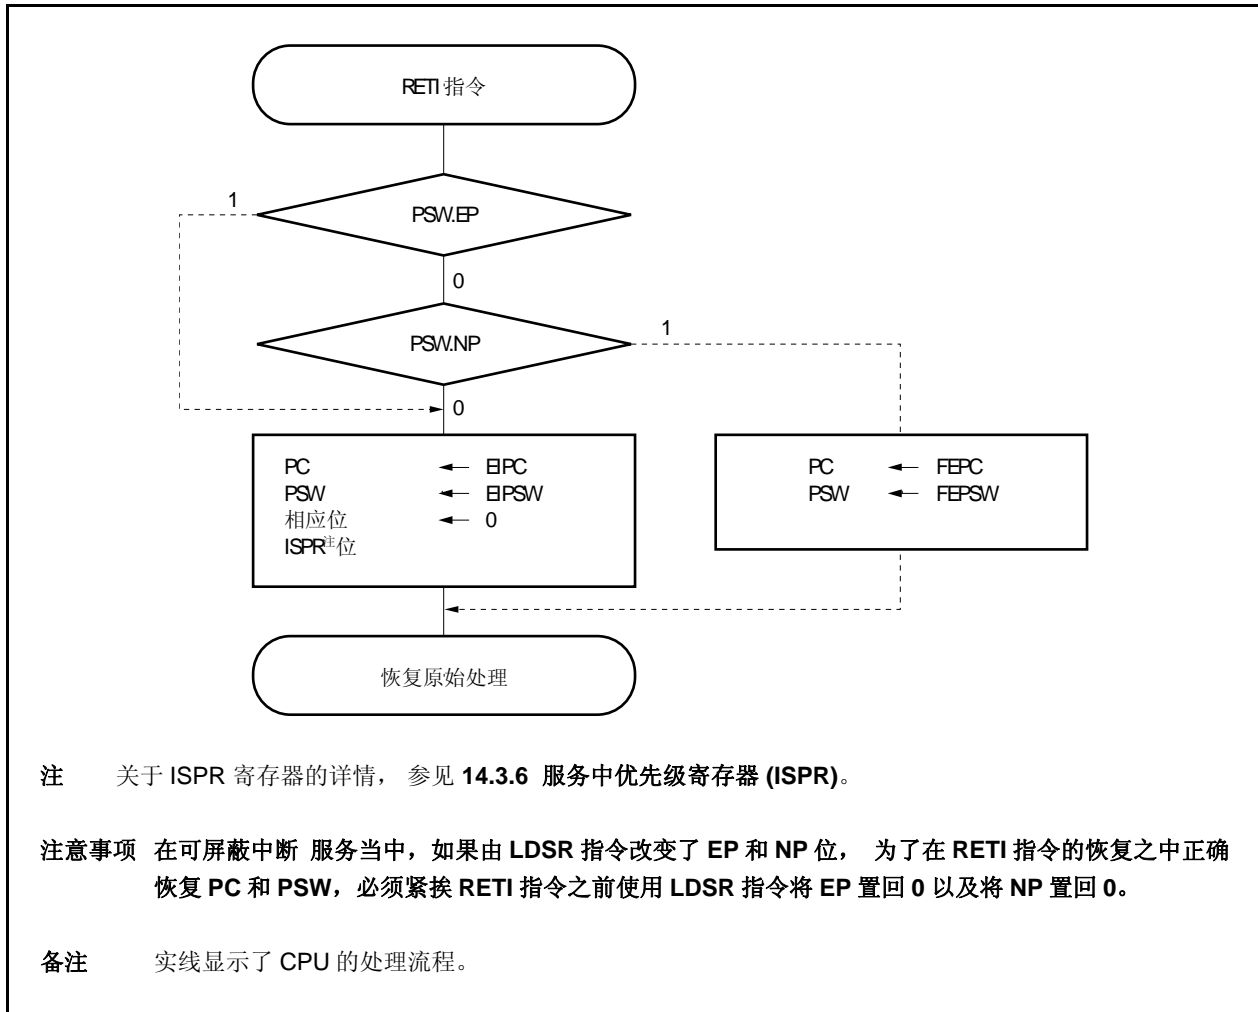 RETI 指令
1
PSW.EP
0
PSW.NP
1
0
PC ← EIPC
PSW ← EIPSW
相应位 ← 0
ISPR注位
PC ← FEPC
PSW ← FEPSW
恢复原始处理
注 关于 ISPR 寄存器的详情， 参见 14.3.6 服务中优先级寄存器 (ISPR)。
注意事项 在可屏蔽中断 服务当中，如果由 LDSR 指令改变了 EP 和 NP 位， 为了在 RETI 指令的恢复之中正确
恢复 PC 和 PSW，必须紧挨 RETI 指令之前使用 LDSR 指令将 EP 置回 0 以及将 NP 置回 0。
备注 实线显示了 CPU 的处理流程。